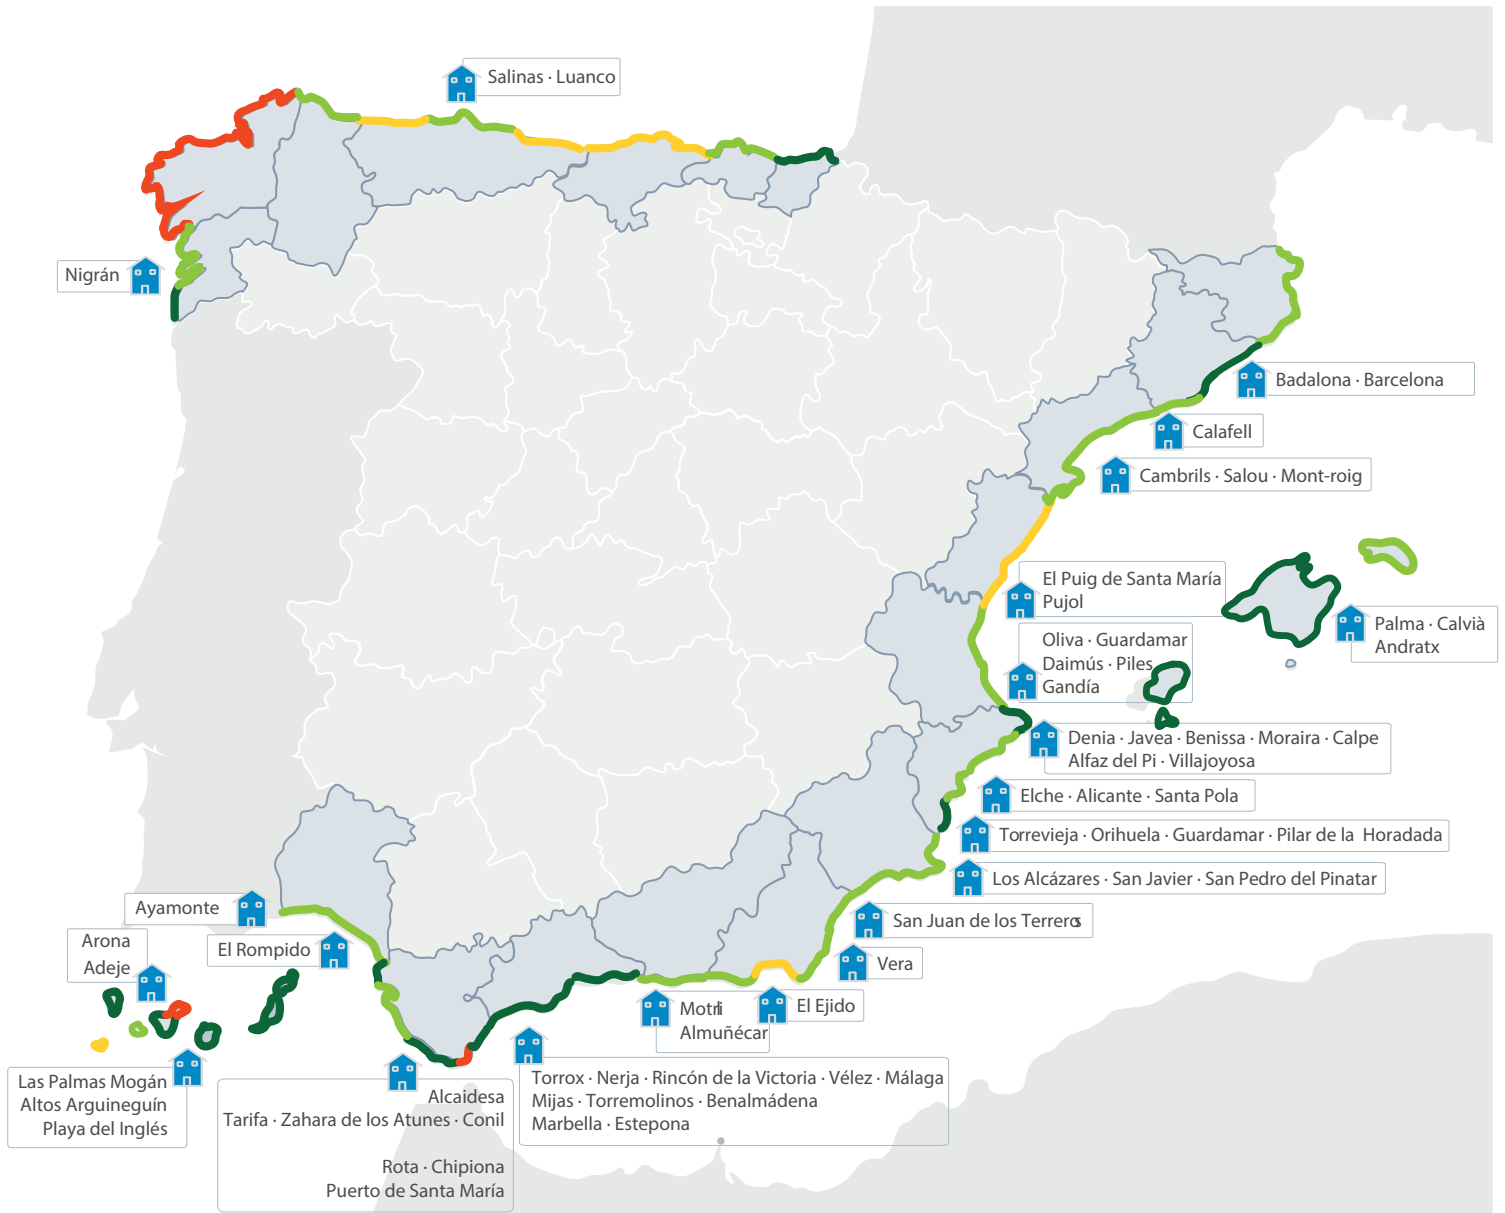 Salinas · Luanco
Nigrán
Badalona · Barcelona
Calafell
Cambrils · Salou · Mont-roig
El Puig de Santa María
Pujol
Palma · Calvià
Andratx
Oliva · Guardamar
Daimús · Piles
Gandía
Denia · Javea · Benissa · Moraira · Calpe
Alfaz del Pi · Villajoyosa
Elche · Alicante · Santa Pola
Torrevieja · Orihuela · Guardamar · Pilar de la Horadada
Los Alcázares · San Javier · San Pedro del Pinatar
San Juan de los Terreros
Vera
El Ejido
Motril
Almuñécar
Ayamonte
El Rompido
Arona
Adeje
Las Palmas Mogán
Altos Arguineguín
Playa del Inglés
Alcaidesa
Tarifa · Zahara de los Atunes · Conil
Rota · Chipiona
Puerto de Santa María
Torrox · Nerja · Rincón de la Victoria · Vélez · Málaga
Mijas · Torremolinos · Benalmádena
Marbella · Estepona